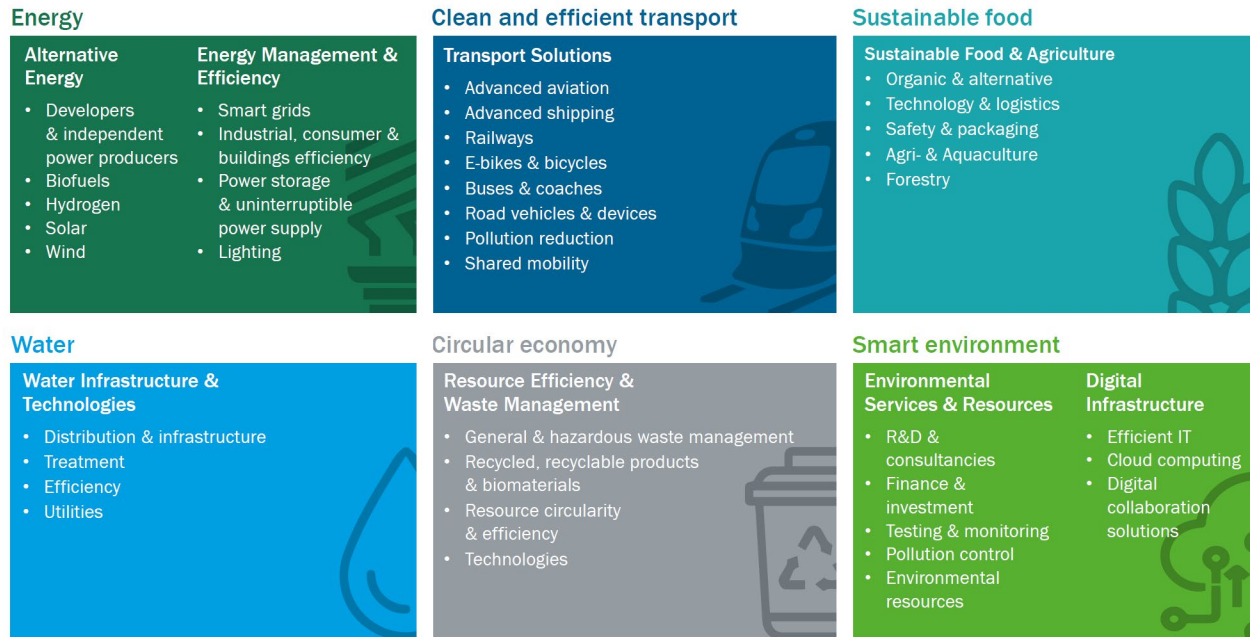 Energy
Alternative
Energy
• Developers
& independent
power producers
• Biofuels
• Hydrogen
• Solar
• Wind
Energy Management &
Efficiency
• Smart grids
• Industrial, consumer &
buildings efficiency
• Power storage
& uninterruptible
power supply
• Lighting
Clean and efficient transport
Transport Solutions
• Advanced aviation
• Advanced shipping
• Railways
• E-bikes & bicycles
• Buses & coaches
• Road vehicles & devices
• Pollution reduction
• Shared mobility
Sustainable food
Sustainable Food & Agriculture
• Organic & alternative
• Technology & logistics
• Safety & packaging
• Agri- & Aquaculture
• Forestry
Water
Water Infrastructure &
Technologies
• Distribution & infrastructure
• Treatment
• Efficiency
• Utilities
Circular economy
Resource Efficiency &
Waste Management
• General & hazardous waste management
• Recycled, recyclable products
& biomaterials
• Resource circularity
& efficiency
• Technologies
Smart environment
Environmental
Services & Resources
• R&D &
consultancies
• Finance &
investment
• Testing & monitoring
• Pollution control
• Environmental
resources
Digital
Infrastructure
• Efficient IT
• Cloud computing
• Digital
collaboration
solutions